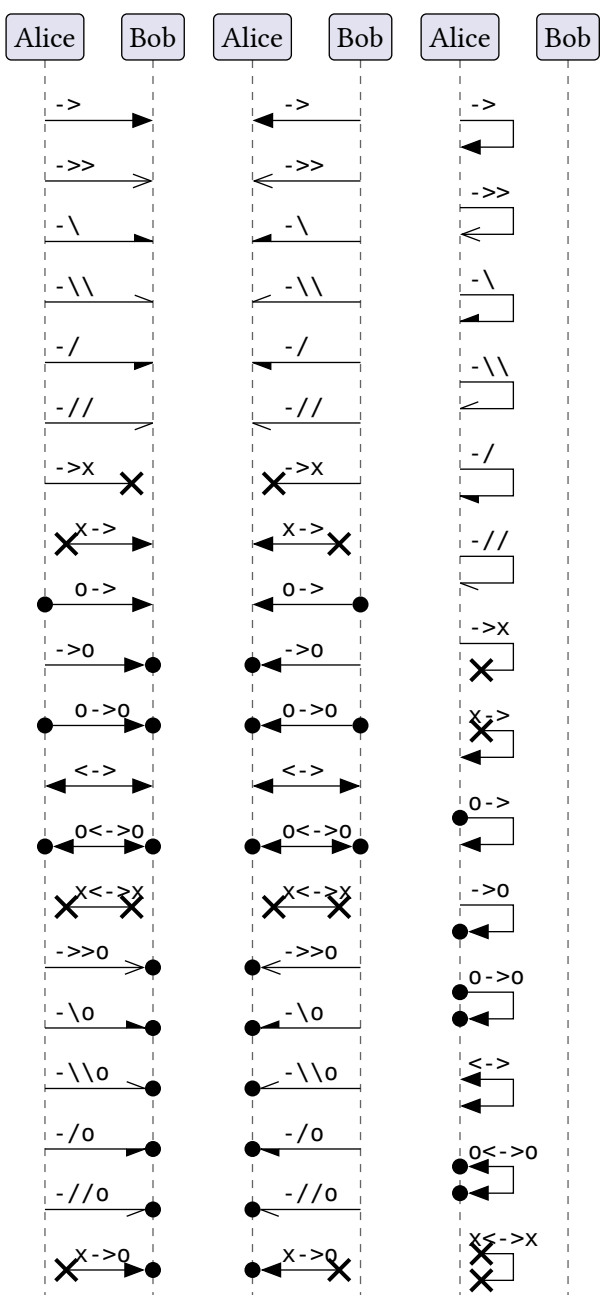 Alice Bob Alice Bob Alice Bob
-> -> ->
->> ->>
->>
-\ -\
-\
-\\ -\\
-/ -/
-\\
-// -//
-/
->x ->x
x-> x->
-//
o-> o->
->x
->o ->o
o->o o->o
x->
<-> <->
o->
o<->o o<->o
x<->x x<->x
->o
->>o ->>o
o->o
-\o -\o
<->
-\\o -\\o
-/o -/o
o<->o
-//o -//o
x<->x
x->o x->o